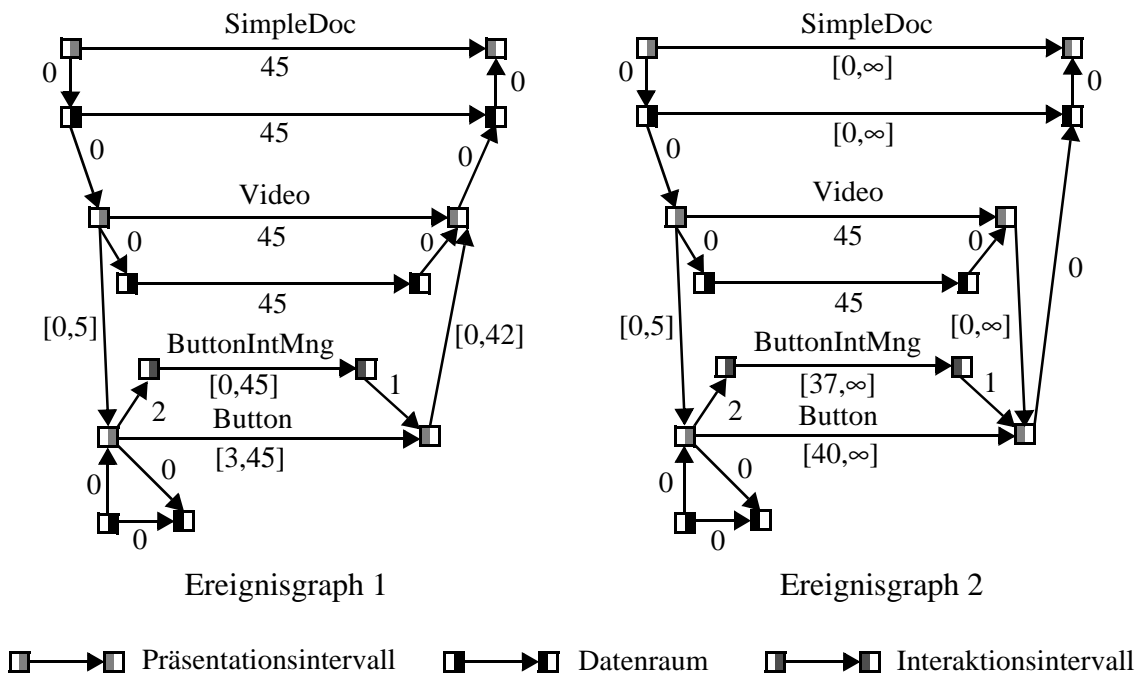 SimpleDoc
0
45
0
45
0
0
Video
0
45
0
45
[0,5]
[0,42]
ButtonIntMng
[0,45]
2
1
Button
[3,45]
0
0
0
Ereignisgraph 1
SimpleDoc
0
[0,∞]
0
[0,∞]
0
Video
0
45
0
45
0
[0,5]
[0,∞]
ButtonIntMng
[37,∞]
2
1
Button
[40,∞]
0
0
0
Ereignisgraph 2
Präsentationsintervall
Datenraum
Interaktionsintervall